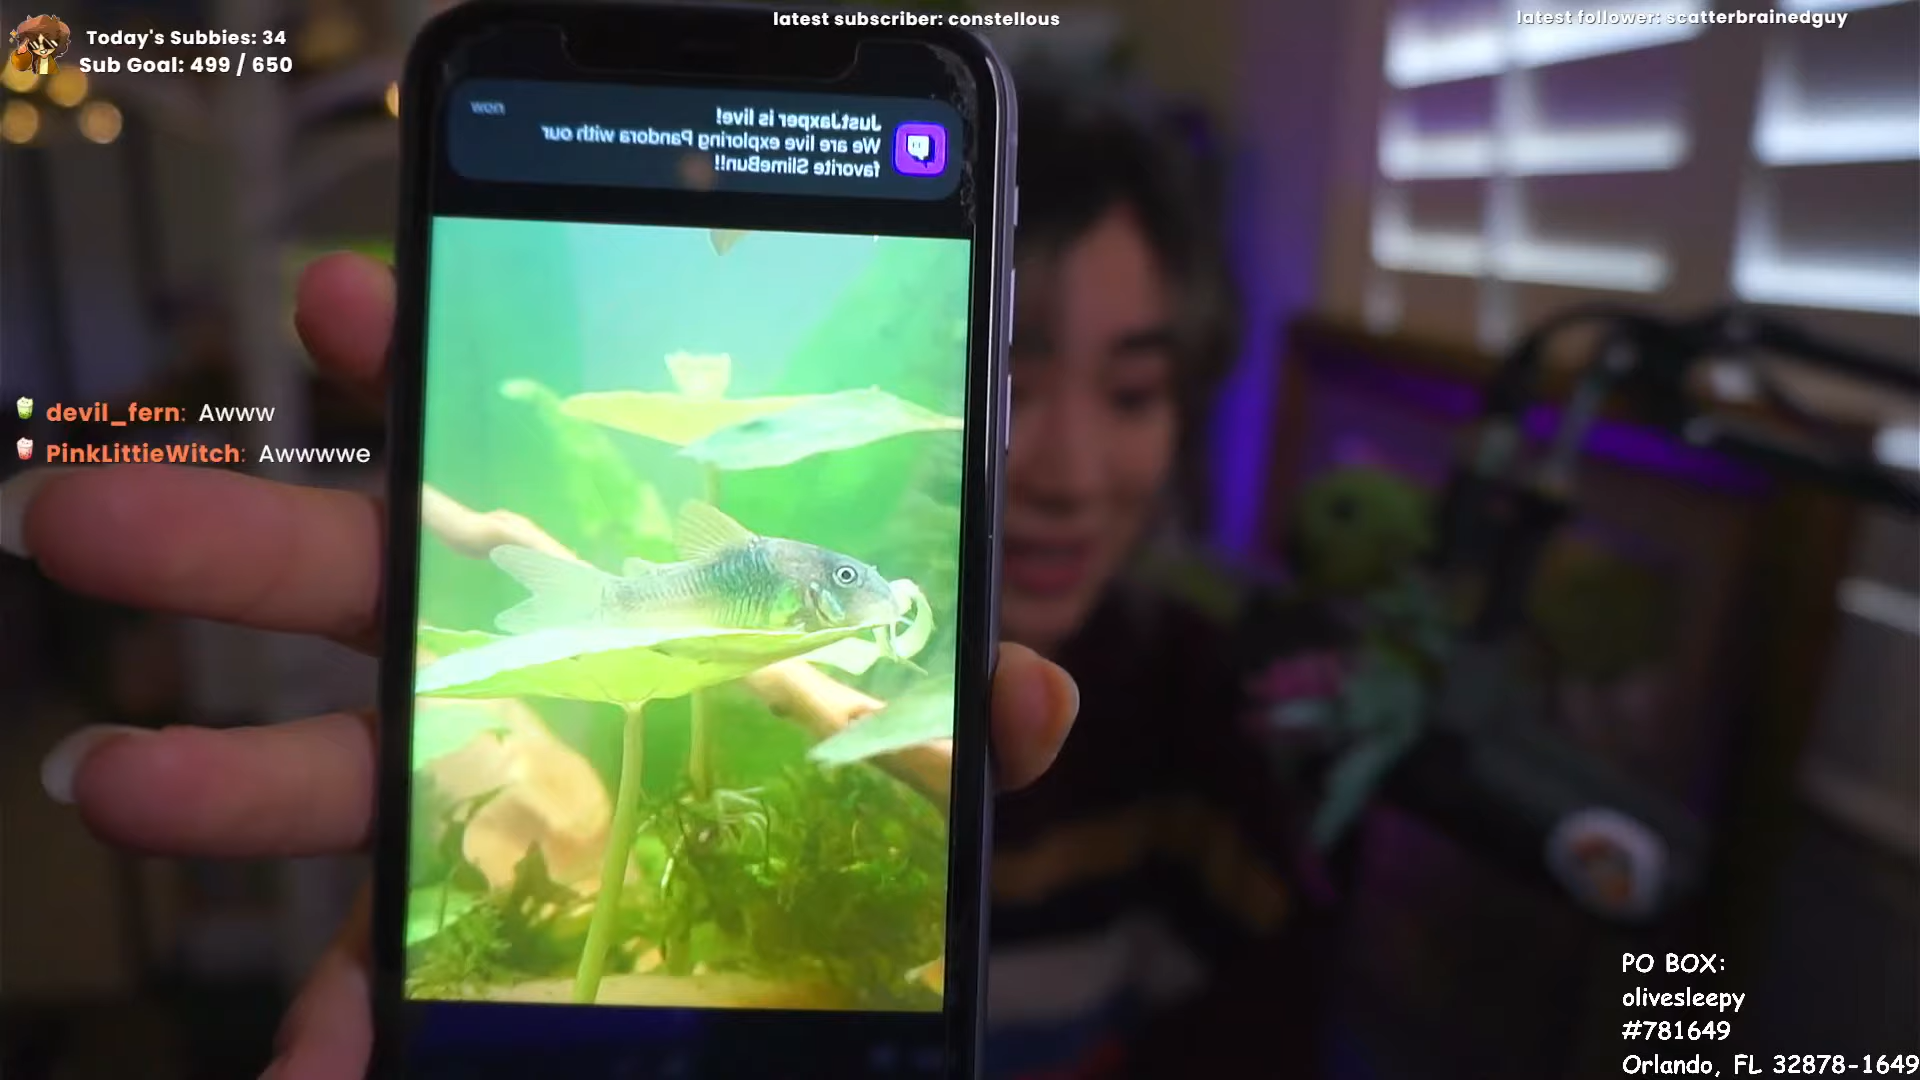 latest subscriber: constellous
latest follower: scatterbrainedguy
Today's Subbies: 34
Sub Goal: 499 / 650
now
JustJaxper is live!
We are live exploring Pandora with our
favorite SlimeBun!!
devil_fern: Awww
PinkLittieWitch: Awwwwe
PO BOX:
olivesleepy
#781649
Orlando, FL 32878-1649